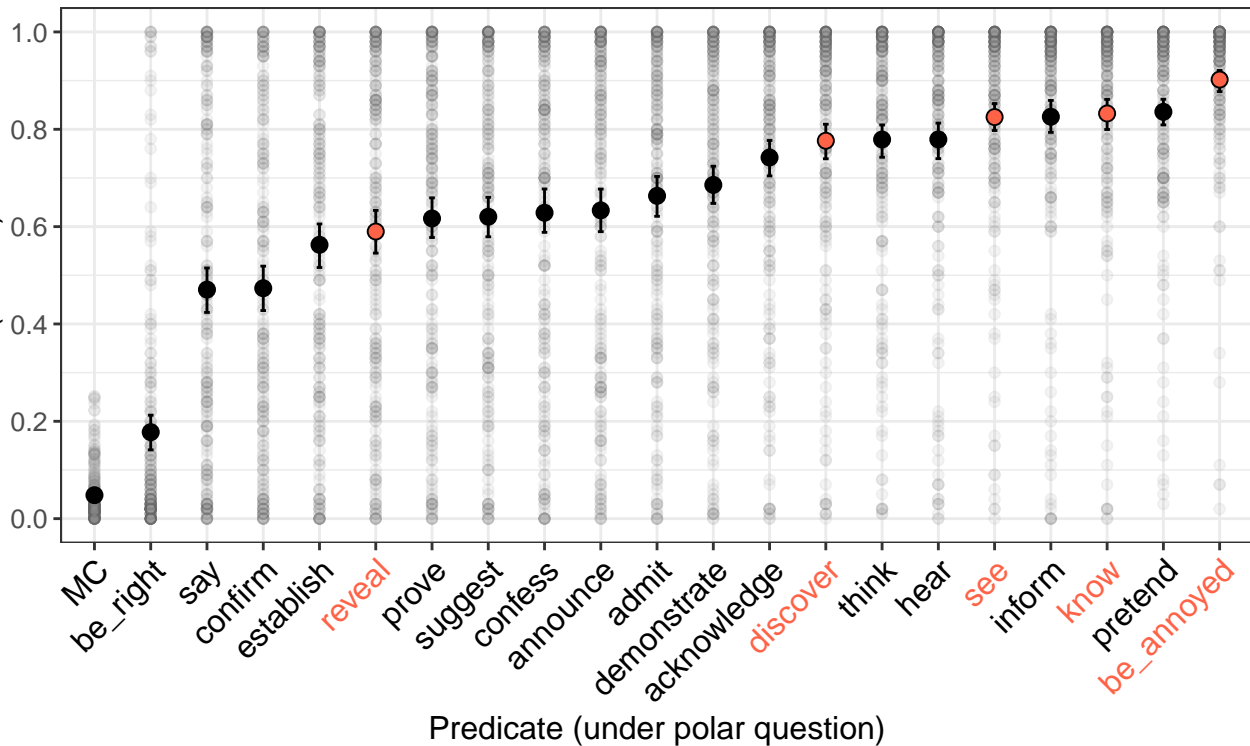 1.0
0.8
0.6
0.4
0.2
0.0
MC
be_right
say
confirm
establish
reveal
prove
suggest
confess
announce
admit
demonstrate
acknowledge
discover
think
hear
see
inform
know
pretend
be_annoyed
Predicate (under polar question)